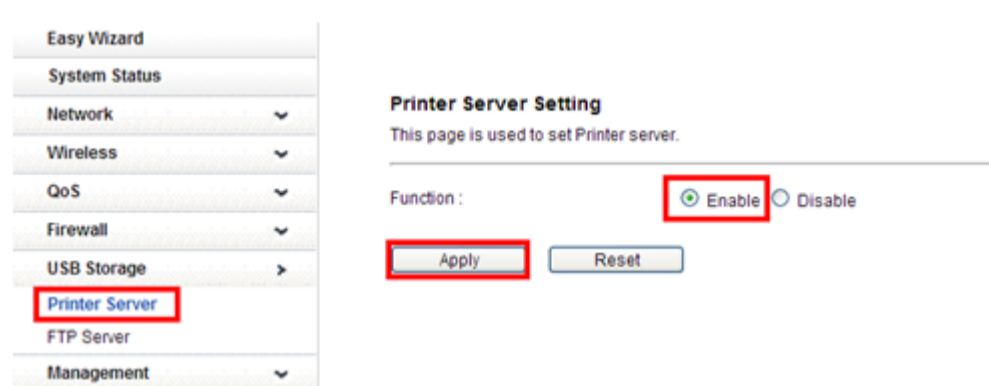 Easy Wizard
System Status
Network
Wireless
QoS
Firewall
USB Storage
Printer Server
FTP Server
Management
Printer Server Setting
This page is used to set Printer server.
Function : Enable Disable
Apply Reset